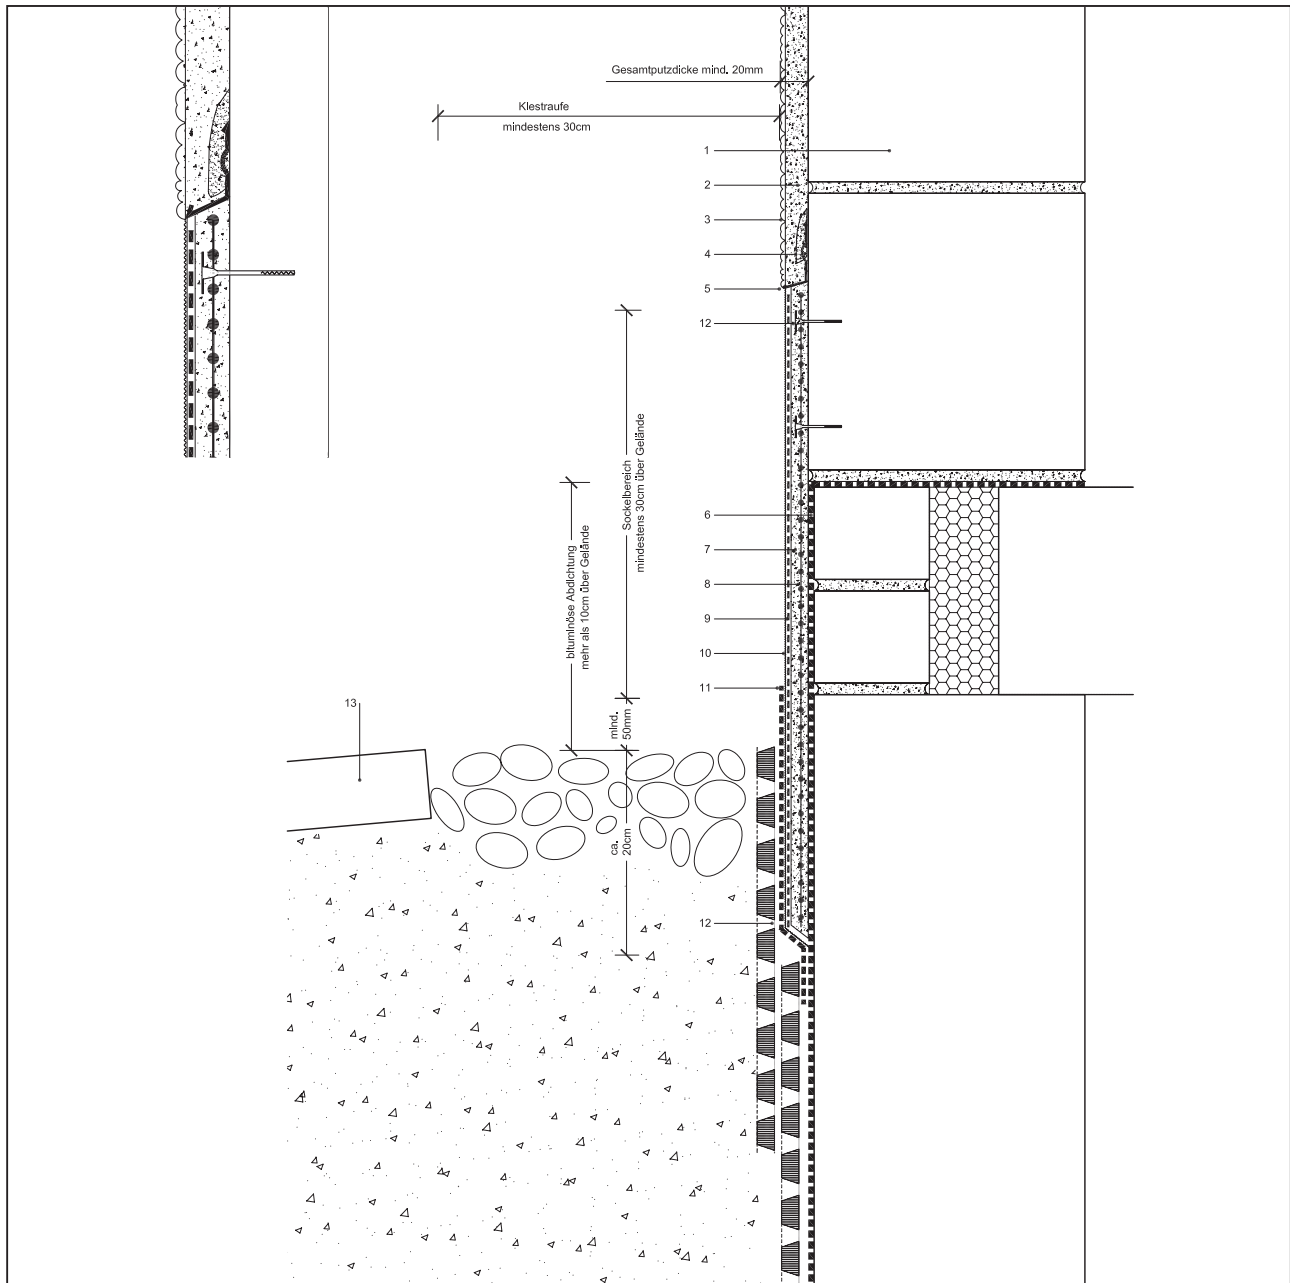 Gesamtputzdicke mind. 20mm
Kiestraufe
mindestens 30cm
1
2
3
4
5
12
Sockelbereich
mindestens 30cm über Gelände
bituminöse Abdichtung
mehr als 10cm über Gelände
6
7
8
9
10
11
13
mind.
50mm
ca.
20cm
12